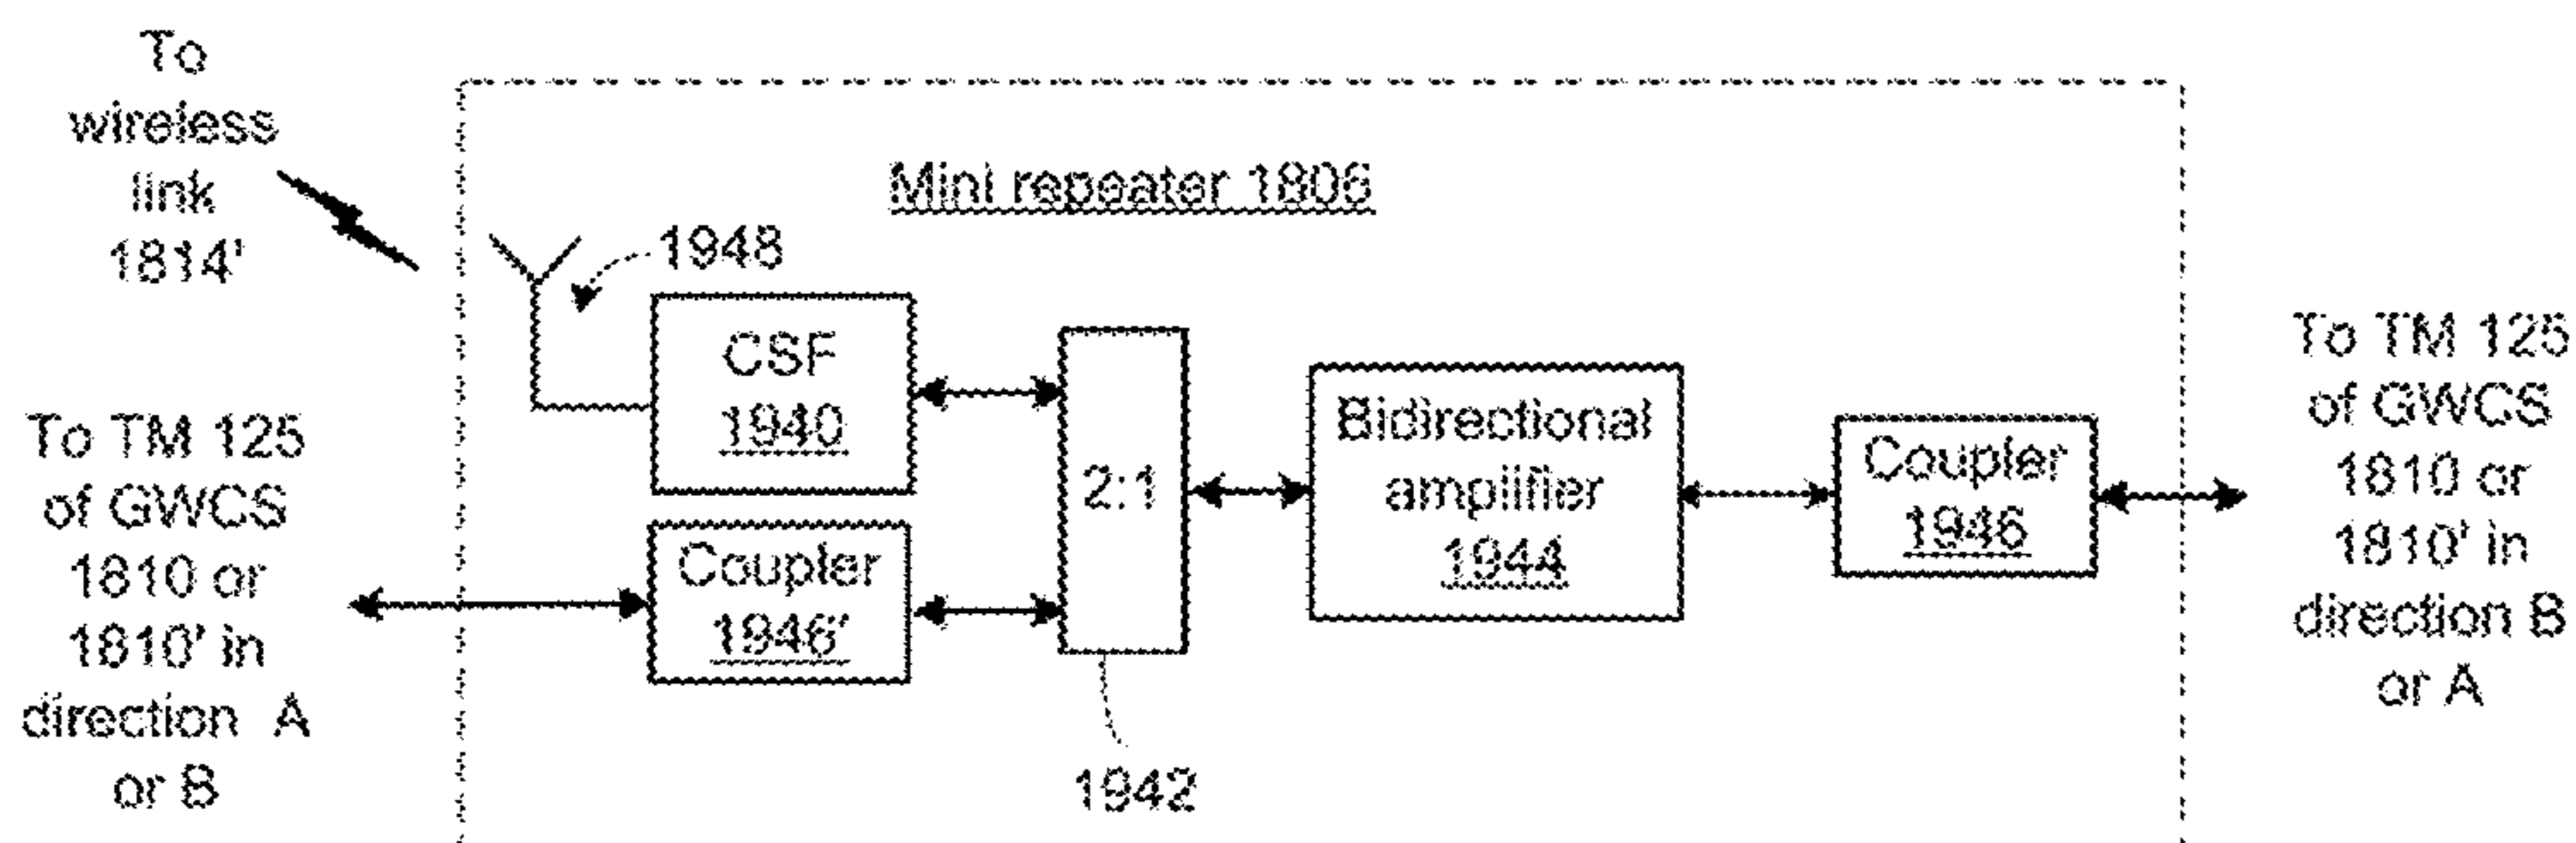 To
wireless
link
1814'
To TM 125
of GWCS
1810 or
1810' in
direction A
or B
Mini repeater 1806
1948
CSF
1940
Coupler
1946'
2:1
1942
Bidirectional
amplifier
1944
Coupler
1946
To TM 125
of GWCS
1810 or
1810' in
direction B
or A